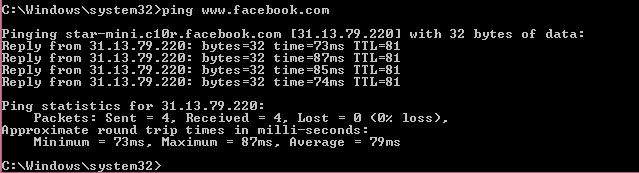 C:\Windows\system32>ping www.facebook.com
Pinging star-mini.c10r.facebook.com [31.13.79.220] with 32 bytes of data:
Reply from 31.13.79.220: bytes=32 time=73ms TTL=81
Reply from 31.13.79.220: bytes=32 time=87ms TTL=81
Reply from 31.13.79.220: bytes=32 time=85ms TTL=81
Reply from 31.13.79.220: bytes=32 time=74ms TTL=81
Ping statistics for 31.13.79.220:
Packets: Sent = 4, Received = 4, Lost = 0 (0% loss),
Approximate round trip times in milli-seconds:
Minimum = 73ms, Maximum = 87ms, Average = 79ms
C:\Windows\system32>